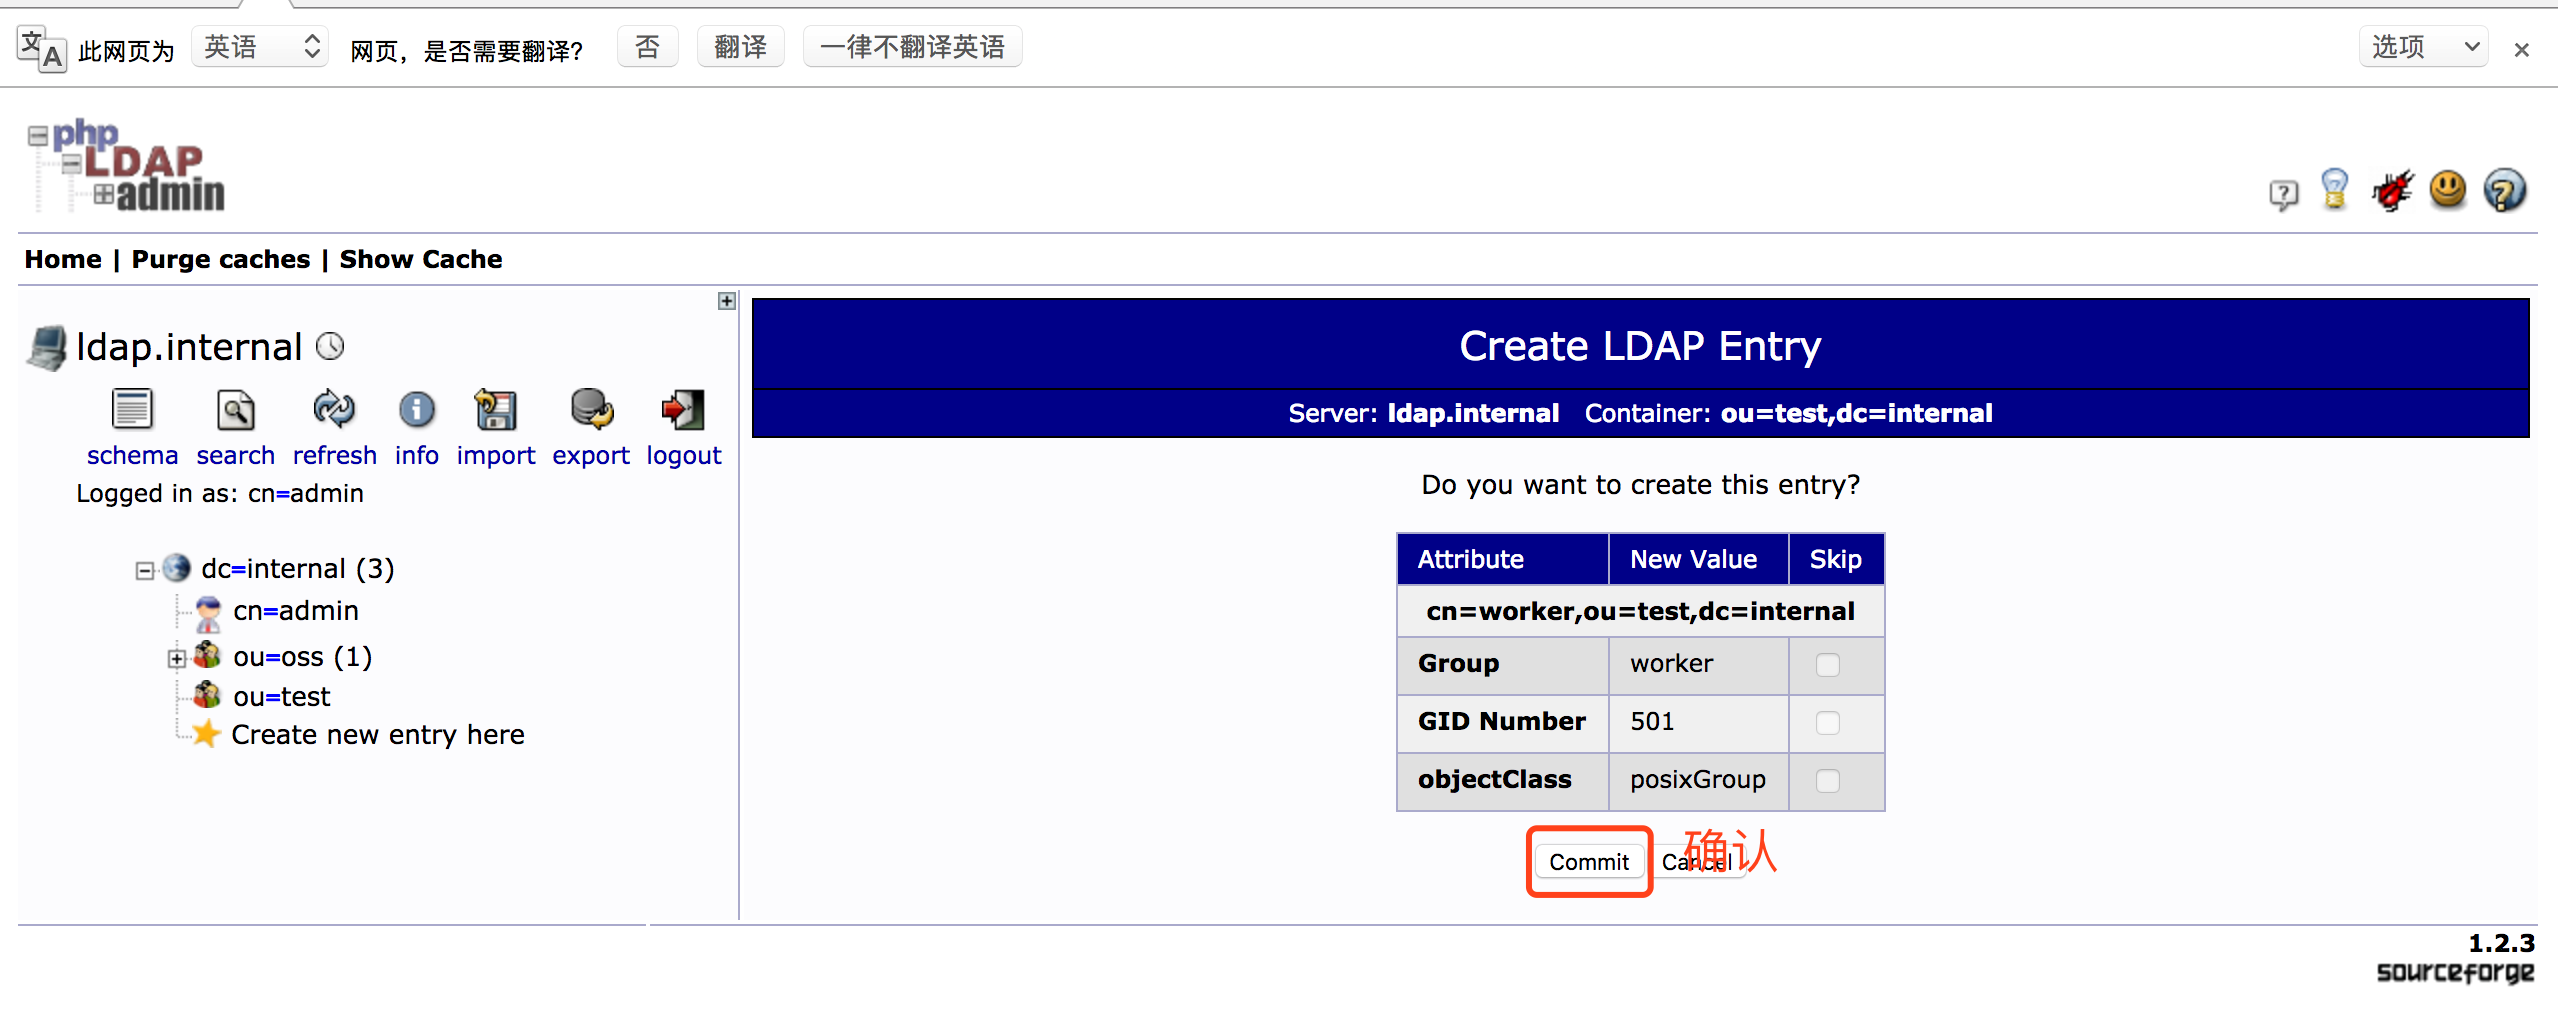 此网页为 英语 网页，是否需要翻译? 否 翻译 一律不翻译英语 选项 ×
php
LDAP
admin
Home | Purge caches | Show Cache
ldap.internal
schema search refresh info import export logout
Logged in as: cn=admin
dc=internal (3)
cn=admin
ou=oss (1)
ou=test
Create new entry here
Create LDAP Entry
Server: ldap.internal Container: ou=test,dc=internal
Do you want to create this entry?
Attribute New Value Skip
cn=worker,ou=test,dc=internal
Group worker
GID Number 501
objectClass posixGroup
Commit Cancel 确认
1.2.3
sourceforge